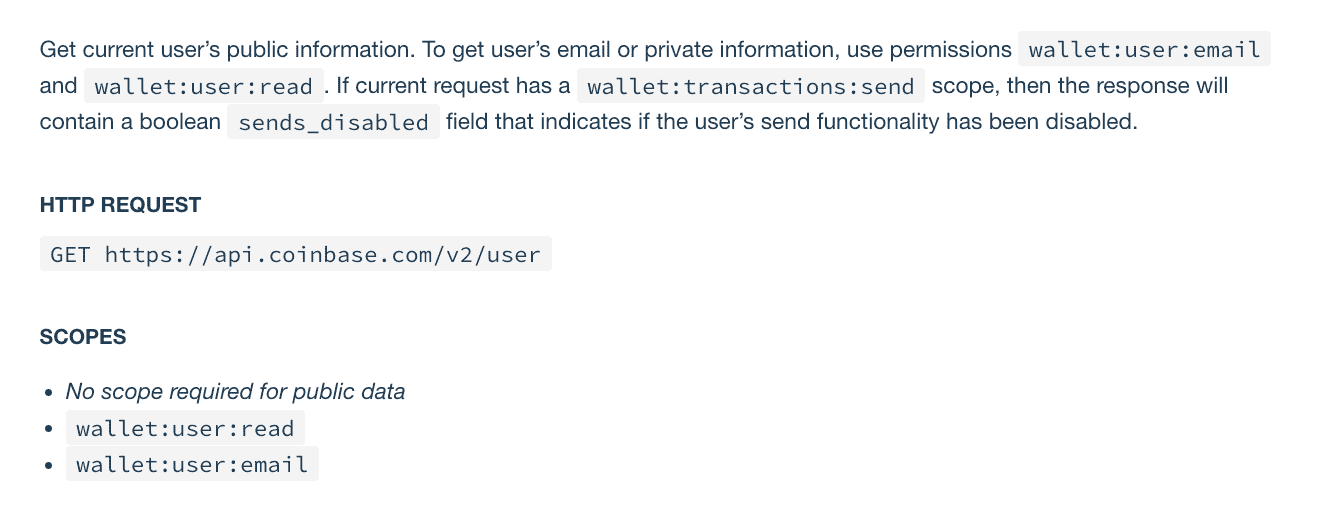 Get current user’s public information. To get user’s email or private information, use permissions wallet:user:email
and wallet:user:read . If current request has a wallet:transactions:send scope, then the response will
contain a boolean sends_disabled field that indicates if the user’s send functionality has been disabled.
HTTP REQUEST
GET https://api.coinbase.com/v2/user
SCOPES
• No scope required for public data
• wallet:user:read
• wallet:user:email